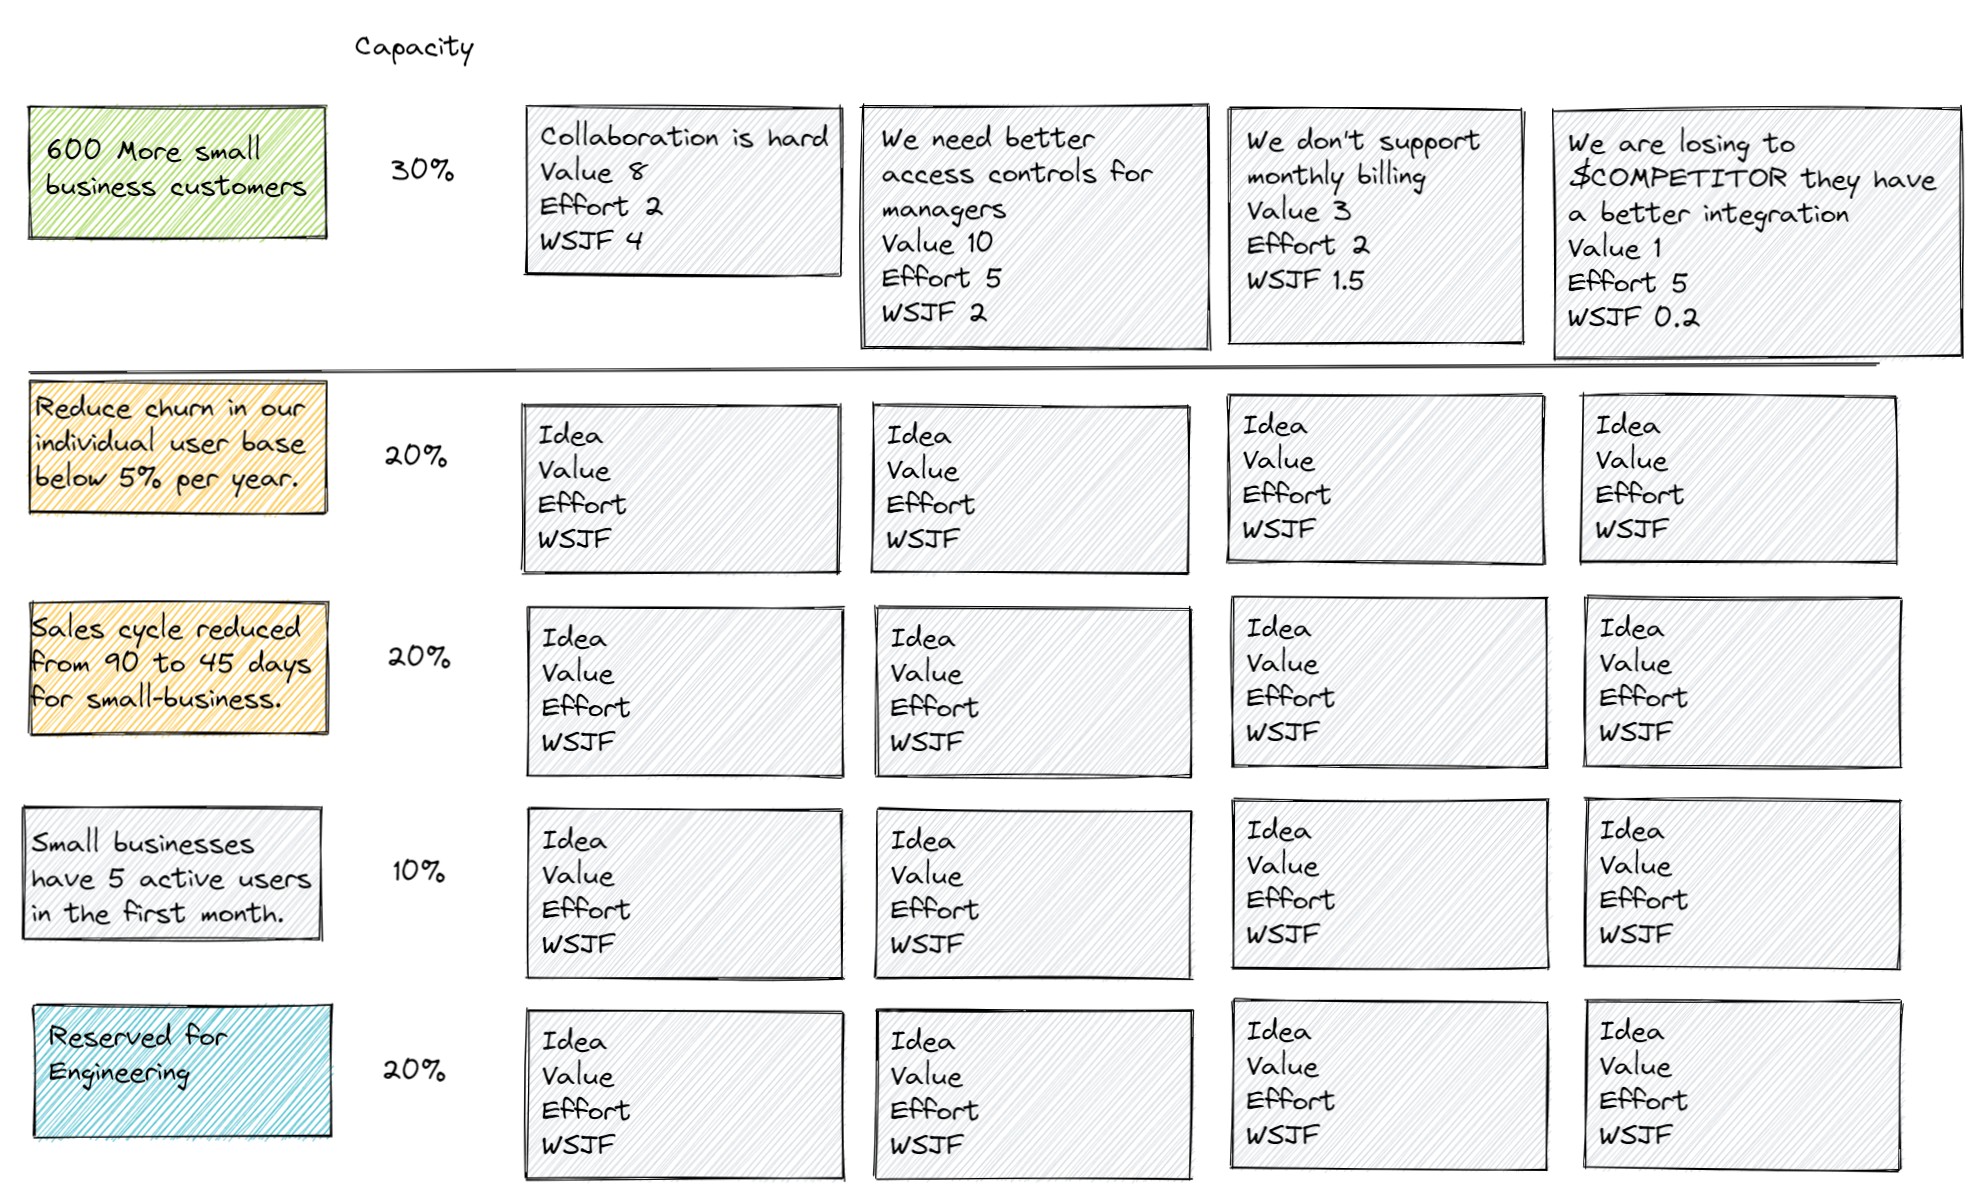 Capacity
600 More small
business customers
30%
Collaboration is hard
Value 8
Effort 2
WSJF 4
We need better
access controls for
managers
Value 10
Effort 5
WSJF 2
We don't support
monthly billing
Value 3
Effort 2
WSJF 1.5
We are losing to
$COMPETITOR they have
a better integration
Value 1
Effort 5
WSJF 0.2
Reduce churn in our
individual user base
below 5% per year.
20%
Idea
Value
Effort
WSJF
Idea
Value
Effort
WSJF
Idea
Value
Effort
WSJF
Idea
Value
Effort
WSJF
Sales cycle reduced
from 90 to 45 days
for small-business.
20%
Idea
Value
Effort
WSJF
Idea
Value
Effort
WSJF
Idea
Value
Effort
WSJF
Idea
Value
Effort
WSJF
Small businesses
have 5 active users
in the first month.
10%
Idea
Value
Effort
WSJF
Idea
Value
Effort
WSJF
Idea
Value
Effort
WSJF
Idea
Value
Effort
WSJF
Reserved for
Engineering
20%
Idea
Value
Effort
WSJF
Idea
Value
Effort
WSJF
Idea
Value
Effort
WSJF
Idea
Value
Effort
WSJF